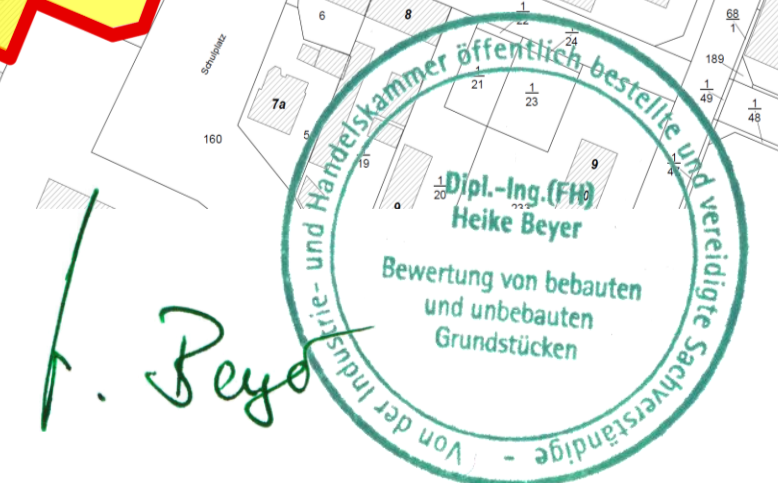 6
8
1
22
24
68
1
Schulplatz
189
1
21
1
23
1
49
1
48
7a
160
5
19
9
1
47
1
20
Von der Industrie- und Handelskammer öffentlich bestellte und vereidigte Sachverständige -
Dipl.-Ing.(FH)
Heike Beyer
Bewertung von bebauten
und unbebauten
Grundstücken
H. Beyer